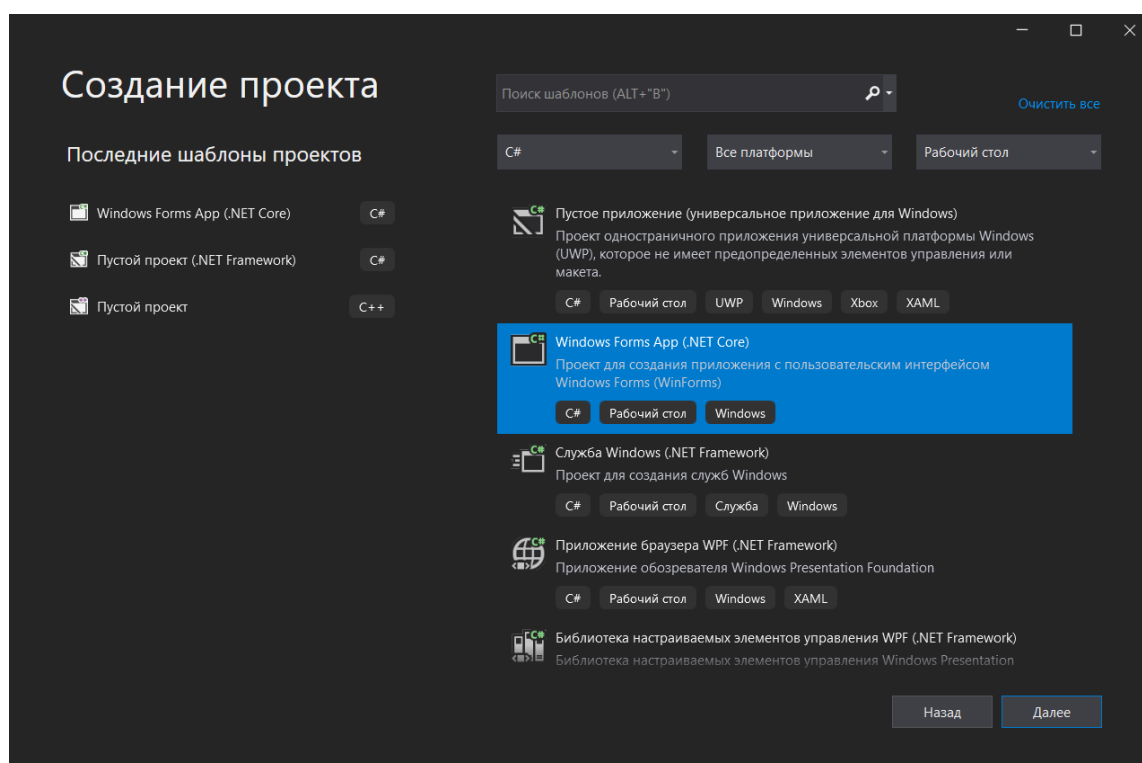 Создание проекта
Последние шаблоны проектов
Windows Forms App (.NET Core) C#
Пустой проект (.NET Framework) C#
Пустой проект C++
Поиск шаблонов (ALT+"В")
Очистить все
C# Все платформы Рабочий стол
Пустое приложение (универсальное приложение для Windows)
Проект одностраничного приложения универсальной платформы Windows
(UWP), которое не имеет предопределенных элементов управления или
макета.
C# Рабочий стол UWP Windows Xbox XAML
Windows Forms App (.NET Core)
Проект для создания приложения с пользовательским интерфейсом
Windows Forms (WinForms)
C# Рабочий стол Windows
Служба Windows (.NET Framework)
Проект для создания служб Windows
C# Рабочий стол Служба Windows
Приложение браузера WPF (.NET Framework)
Приложение обозревателя Windows Presentation Foundation
C# Рабочий стол Windows XAML
Библиотека настраиваемых элементов управления WPF (.NET Framework)
Библиотека настраиваемых элементов управления Windows Presentation
Назад Далее